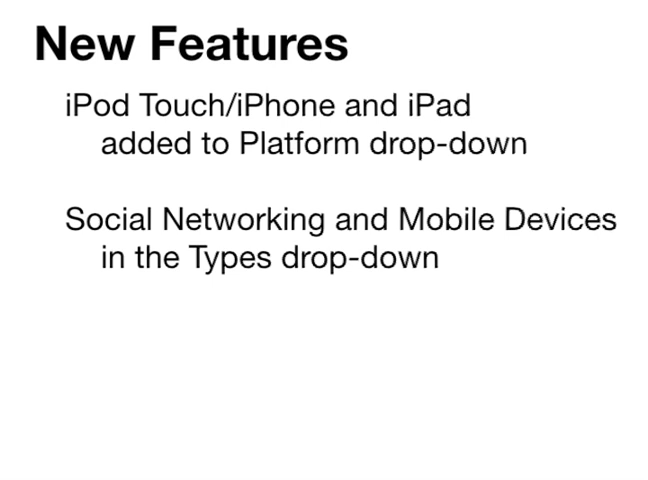 New Features
iPod Touch/iPhone and iPad
added to Platform drop-down
Social Networking and Mobile Devices
in the Types drop-down